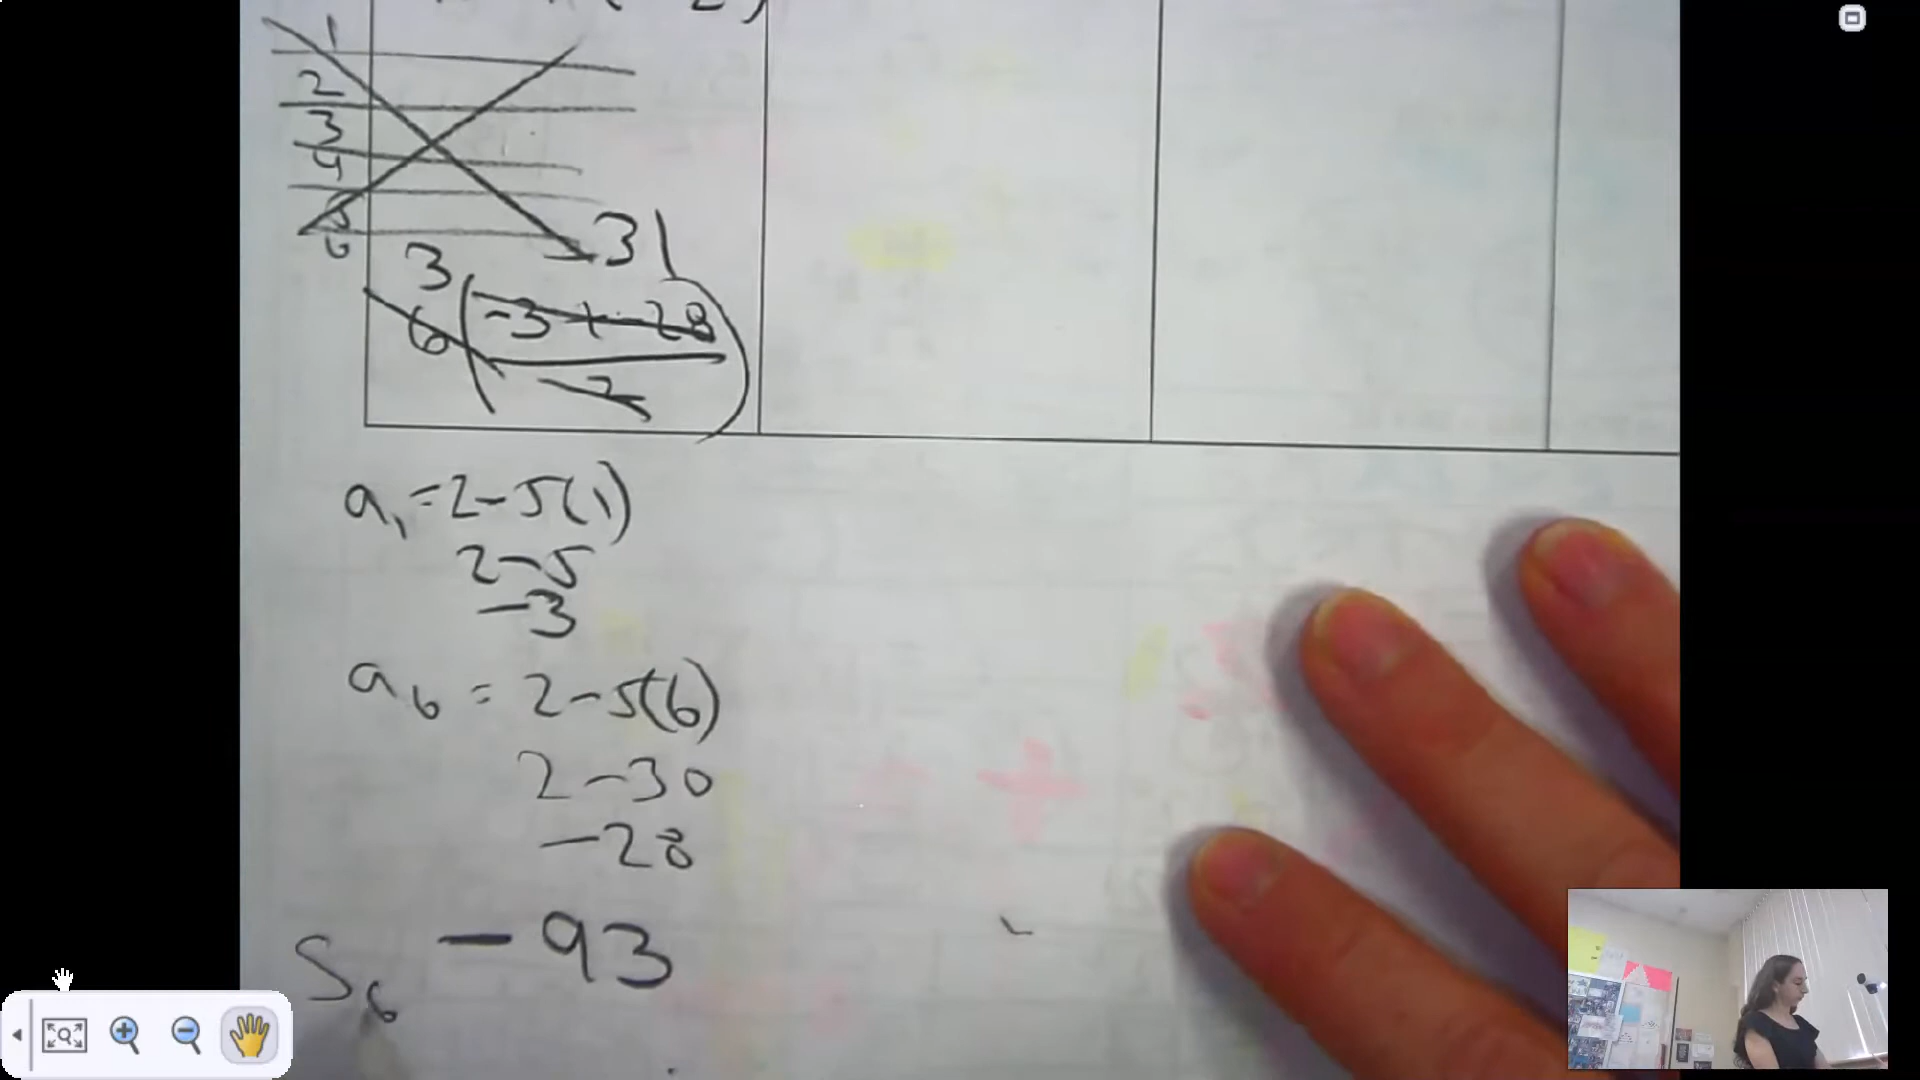 1
2
3
4
5
6
3 31
6 ( -3 + -28 )
2
a₁ = 2 - 5(1)
2 - 5
-3
a₆ = 2 - 5(6)
2 - 30
-28
S₆ - 93